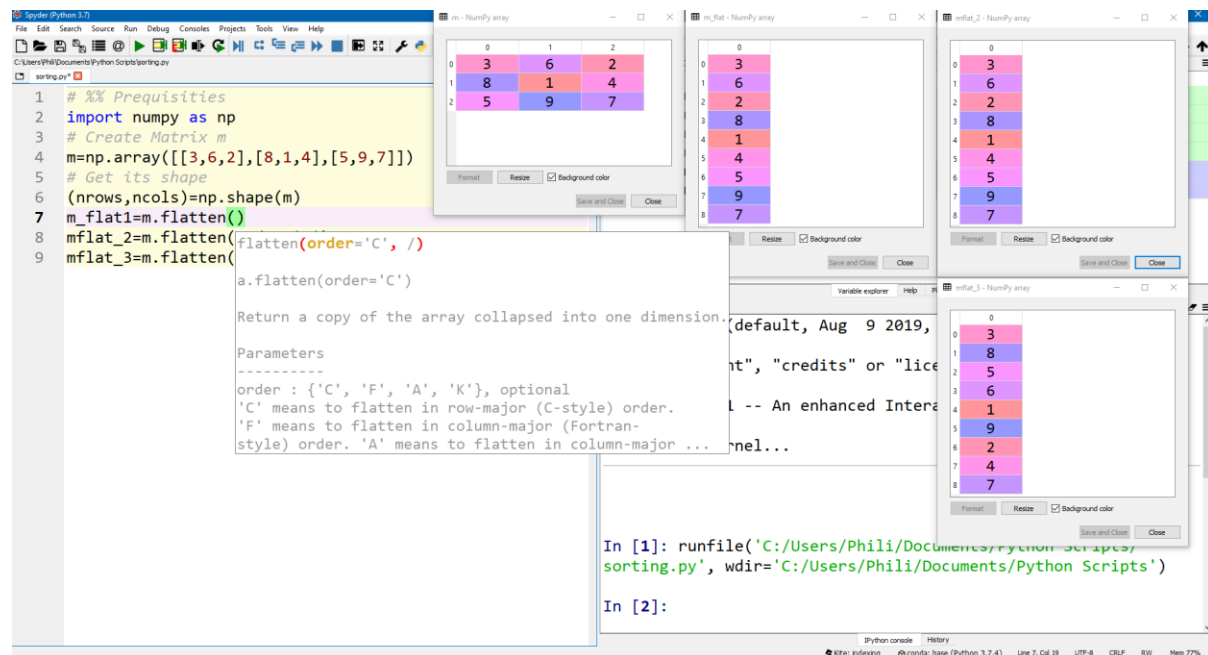 Spyder (Python 3.7)
File Edit Search Source Run Debug Consoles Projects Tools View Help
C:\Users\Phili\Documents\Python Scripts\sorting.py
sorting.py*
1 # %% Prequisities
2 import numpy as np
3 # Create Matrix m
4 m=np.array([[3,6,2],[8,1,4],[5,9,7]])
5 # Get its shape
6 (nrows,ncols)=np.shape(m)
7 m_flat1=m.flatten()
8 mflat_2=m.flatten(
9 mflat_3=m.flatten(
flatten(order='C', /)
a.flatten(order='C')
Return a copy of the array collapsed into one dimension.
Parameters
----------
order : {'C', 'F', 'A', 'K'}, optional
'C' means to flatten in row-major (C-style) order.
'F' means to flatten in column-major (Fortran-
style) order. 'A' means to flatten in column-major ...
m - NumPy array
0 1 2
0 3 6 2
1 8 1 4
2 5 9 7
Format Resize Background color
Save and Close Close
m_flat - NumPy array
0
0 3
1 6
2 2
3 8
4 1
5 4
6 5
7 9
8 7
Resize Background color
Save and Close Close
mflat_2 - NumPy array
0
0 3
1 6
2 2
3 8
4 1
5 4
6 5
7 9
8 7
Format Resize Background color
Save and Close Close
mflat_3 - NumPy array
0
0 3
1 8
2 5
3 6
4 1
5 9
6 2
7 4
8 7
Format Resize Background color
Save and Close Close
Variable explorer Help
(default, Aug 9 2019,
nt", "credits" or "lice
-- An enhanced Intera
rnel...
In [1]: runfile('C:/Users/Phili/Documents/Python Scripts/
sorting.py', wdir='C:/Users/Phili/Documents/Python Scripts')
In [2]:
IPython console History
Kite: indexing conda: base (Python 3.7.4) Line 7, Col 19 UTF-8 CRLF RW Mem 77%